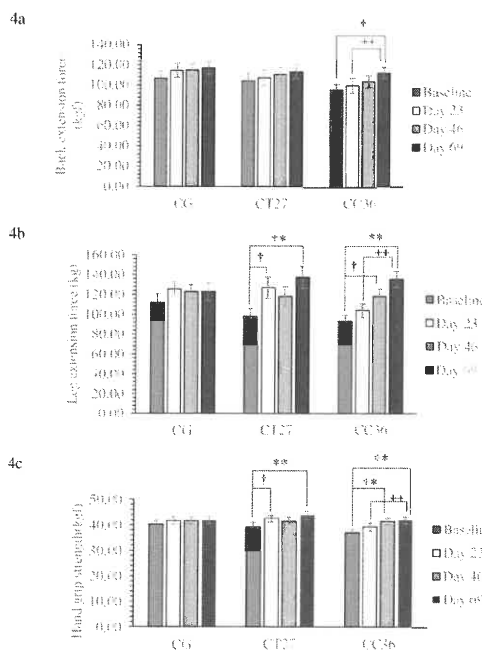 4a
Back extension force
(kgf)
140.00
120.00
100.00
80.00
60.00
40.00
20.00
0.00
†
++
Baseline
Day 23
Day 46
Day 69
CG
CT27
CC36
4b
Leg extension force (kg)
160.00
140.00
120.00
100.00
80.00
60.00
40.00
20.00
0.00
**
†
**
†
++
Baseline
Day 23
Day 46
Day
CG
CT27
CC36
4c
Hand grip strength(kgf)
50.00
40.00
30.00
20.00
10.00
0.00
**
†
**
**
++
Baseline
Day 23
Day 46
Day 69
CG
CT27
CC36